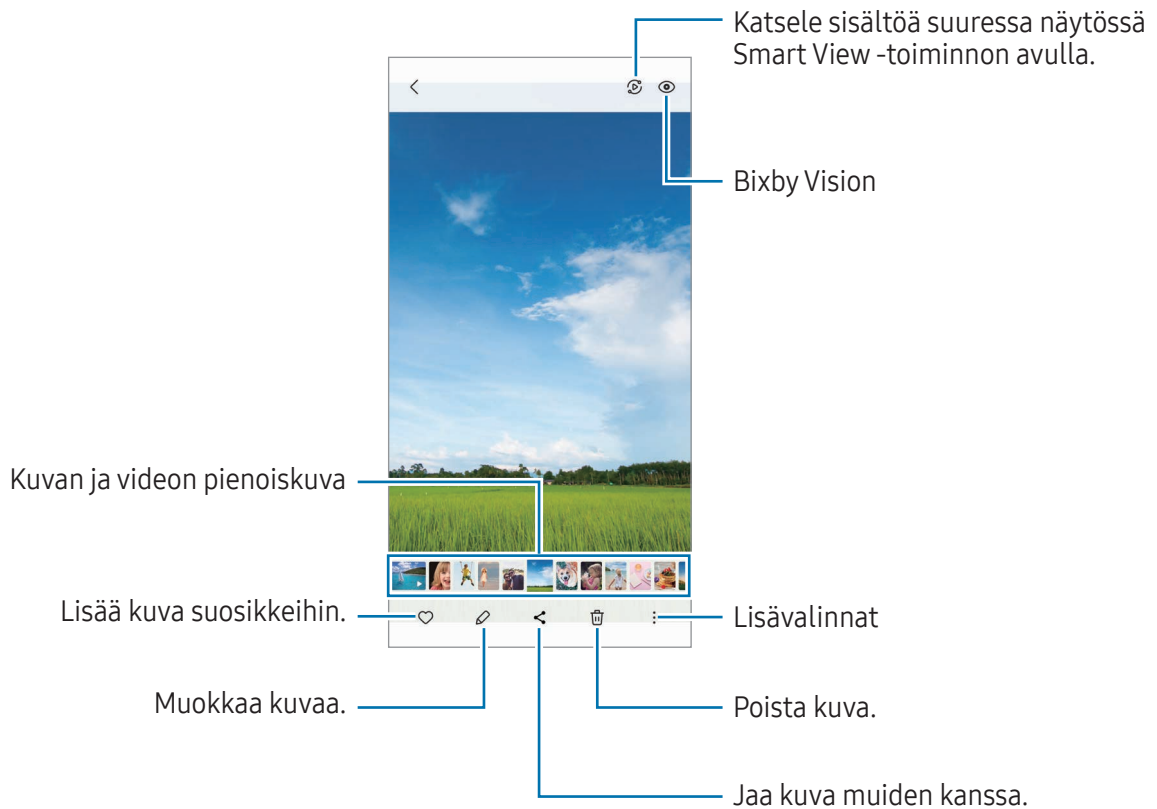 Katsele sisältöä suuressa näytössä
Smart View -toiminnon avulla.
Bixby Vision
Kuvan ja videon pienoiskuva
Lisää kuva suosikkeihin.
Lisävalinnat
Muokkaa kuvaa.
Poista kuva.
Jaa kuva muiden kanssa.